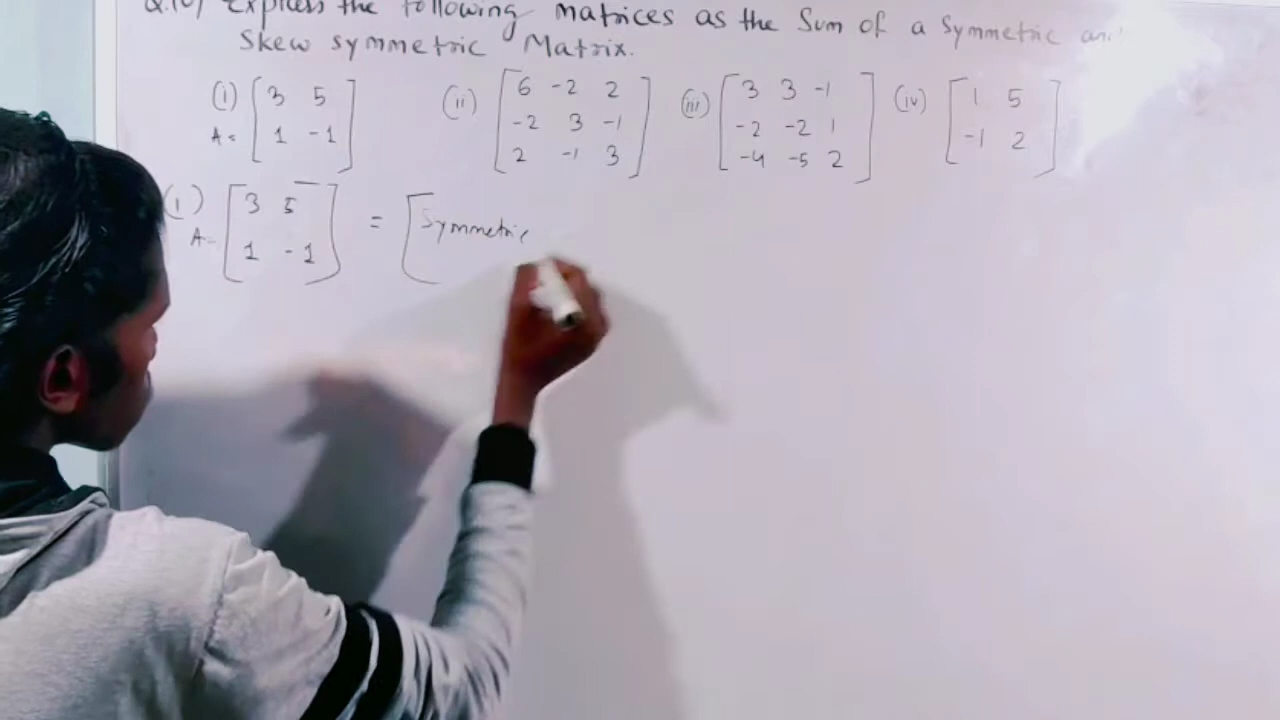 Q.10) Express the following matrices as the Sum of a Symmetric an
Skew symmetric Matrix.
(i) A= [3 5
1 -1]
(ii) [6 -2 2
-2 3 -1
2 -1 3]
(iii) [3 3 -1
-2 -2 1
-4 -5 2]
(iv) [1 5
-1 2]
(i) A= [3 5
1 -1] = [Symmetric